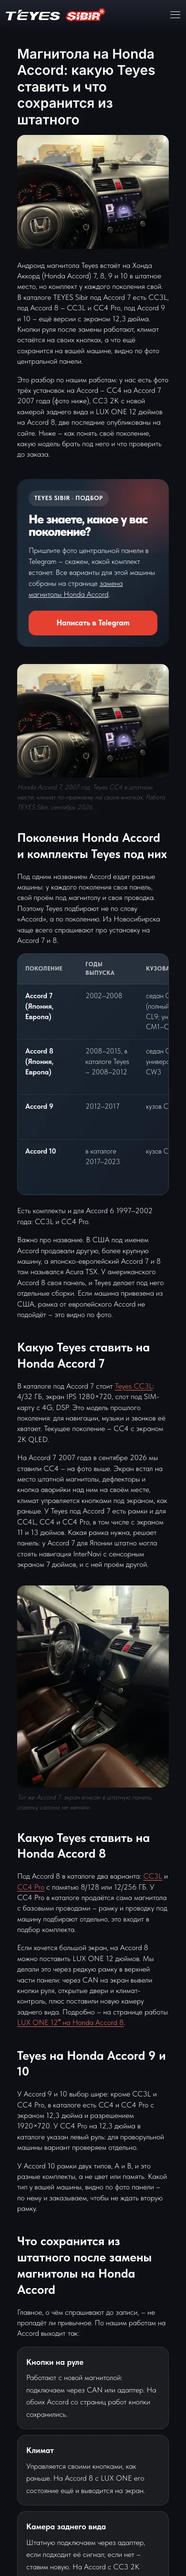 TEYES SIBIR
Магнитола на Honda
Accord: какую Teyes
ставить и что
сохранится из
штатного
Андроид магнитола Teyes встаёт на Хонда
Аккорд (Honda Accord) 7, 8, 9 и 10 в штатное
место, но комплект у каждого поколения свой.
В каталоге TEYES Sibir под Accord 7 есть CC3L,
под Accord 8 – CC3L и CC4 Pro, под Accord 9
и 10 – ещё версии с экраном 12,3 дюйма.
Кнопки руля после замены работают, климат
остаётся на своих кнопках, а что ещё
сохранится на вашей машине, видно по фото
центральной панели.
Это разбор по нашим работам: у нас есть фото
трёх установок на Accord – CC4 на Accord 7
2007 года (фото ниже), CC3 2K с новой
камерой заднего вида и LUX ONE 12 дюймов
на Accord 8, две последние опубликованы на
сайте. Ниже – как понять своё поколение,
какую модель брать под него и что проверить
до заказа.
TEYES SIBIR · ПОДБОР
Не знаете, какое у вас
поколение?
Пришлите фото центральной панели в
Telegram – скажем, какой комплект
встанет. Все варианты для этой машины
собраны на странице замена
магнитолы Honda Accord.
Написать в Telegram
Honda Accord 7, 2007 год: Teyes CC4 в штатном
месте, климат по-прежнему на своих кнопках. Работа
TEYES Sibir, сентябрь 2026.
Поколения Honda Accord
и комплекты Teyes под них
Под одним названием Accord ездят разные
машины: у каждого поколения своя панель,
свой проём под магнитолу и своя проводка.
Поэтому Teyes подбирают не по слову
«Accord», а по поколению. Из Новосибирска
чаще всего спрашивают про установку на
Accord 7 и 8.
ПОКОЛЕНИЕ
ГОДЫ
ВЫПУСКА
КУЗОВА
Accord 7
(Япония,
Европа)
2002–2008
седан C
(полный
CL9, ун
CM1–C
Accord 8
(Япония,
Европа)
2008–2015, в
каталоге Teyes
– 2008–2012
седан C
универс
CW3
Accord 9
2012–2017
кузов C
Accord 10
в каталоге
2017–2023
кузов C
Есть комплекты и для Accord 6 1997–2002
года: CC3L и CC4 Pro.
Важно про название. В США под именем
Accord продавали другую, более крупную
машину, а японско-европейский Accord 7 и 8
там назывался Acura TSX. У американского
Accord 8 своя панель, и Teyes делает под него
отдельные сборки. Если машина привезена из
США, рамка от европейского Accord не
подойдёт – это видно по фото.
Какую Teyes ставить на
Honda Accord 7
В каталоге под Accord 7 стоит Teyes CC3L:
4/32 ГБ, экран IPS 1280×720, слот под SIM-
карту с 4G, DSP. Это модель прошлого
поколения: для навигации, музыки и звонков её
хватает. Текущее поколение – CC4 с экраном
2K QLED.
На Accord 7 2007 года в сентябре 2026 мы
ставили CC4 – на фото выше. Экран встал на
место штатной магнитолы, дефлекторы и
кнопка аварийки над ним на своём месте,
климат управляется кнопками под экраном, как
раньше. У Teyes под Accord 7 есть рамки и для
CC4L, CC4 и CC4 Pro, в том числе с экраном
11 и 13 дюймов. Какая рамка нужна, решает
панель: у Accord 7 для Японии штатно могла
стоять навигация InterNavi с сенсорным
экраном 7 дюймов, и с ней проём другой.
Тот же Accord 7: экран вписан в штатную панель,
отделку салона не меняли.
Какую Teyes ставить на
Honda Accord 8
Под Accord 8 в каталоге два варианта: CC3L и
CC4 Pro с памятью 8/128 или 12/256 ГБ. У
CC4 Pro в каталоге продаётся сама магнитола
с базовыми проводами – рамку и проводку под
машину подбирают отдельно, это входит в
подбор комплекта.
Если хочется большой экран, на Accord 8
можно поставить LUX ONE 12 дюймов. Мы
делали это через редкую рамку в верхней
части панели: через CAN на экран вывели
кнопки руля, открытые двери и климат-
контроль, плюс поставили новую камеру
заднего вида. Подробно – на странице работы
LUX ONE 12″ на Honda Accord 8.
Teyes на Honda Accord 9 и
10
У Accord 9 и 10 выбор шире: кроме CC3L и
CC4 Pro, в каталоге есть CC4 и CC4 Pro с
экраном 12,3 дюйма и разрешением
1920×720. У CC4 Pro на 12,3 дюйма в
каталоге указан левый руль: для праворульной
машины вариант проверяем отдельно.
У Accord 10 рамки двух типов, A и B, и это
разные комплекты, а не цвет или память. Какой
тип у вашей машины, видно по фото панели –
по нему и заказываем, чтобы не ждать вторую
рамку.
Что сохранится из
штатного после замены
магнитолы на Honda
Accord
Главное, о чём спрашивают до записи, – не
пропадёт ли привычное. По нашим работам на
Accord выходит так:
Кнопки на руле
Работают с новой магнитолой:
подключаем через CAN или адаптер. На
обоих Accord со страниц работ кнопки
сохранились.
Климат
Управляется своими кнопками, как
раньше. На Accord 8 с LUX ONE его
состояние ещё и выводится на экран.
Камера заднего вида
Штатную подключаем через адаптер,
если подходит её сигнал; если нет –
ставим новую. На Accord с CC3 2K